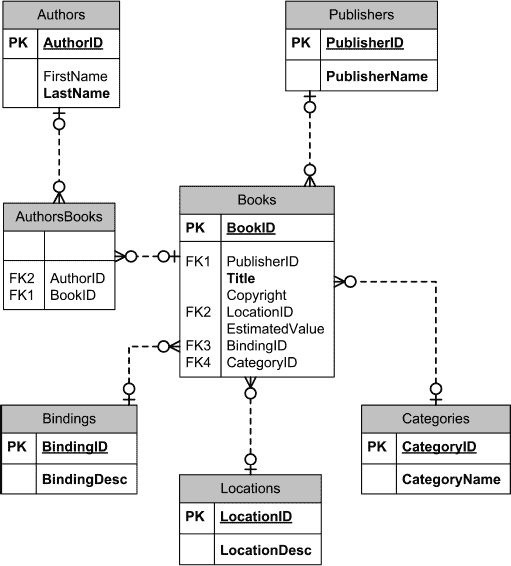 Authors
PK AuthorID
FirstName
LastName
Publishers
PK PublisherID
PublisherName
AuthorsBooks
FK2 AuthorID
FK1 BookID
Books
PK BookID
FK1 PublisherID
Title
Copyright
FK2 LocationID
EstimatedValue
FK3 BindingID
FK4 CategoryID
Bindings
PK BindingID
BindingDesc
Locations
PK LocationID
LocationDesc
Categories
PK CategoryID
CategoryName